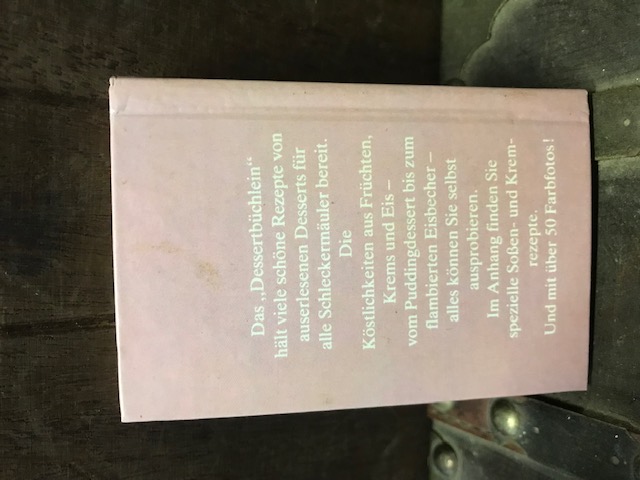 Das „Dessertbüchlein“
hält viele schöne Rezepte von
auserlesenen Desserts für
alle Schleckermäuler bereit.
Die
Köstlichkeiten aus Früchten,
Krems und Eis –
vom Puddingdessert bis zum
flambierten Eisbecher –
alles können Sie selbst
ausprobieren.
Im Anhang finden Sie
spezielle Soßen- und Krem-
rezepte.
Und mit über 50 Farbfotos!